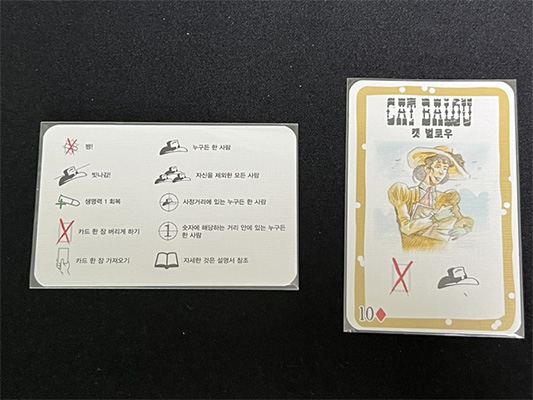 뱅!
누구든 한 사람
빗나감!
자신을 제외한 모든 사람
생명력 1 회복
사정거리에 있는 누구든 한 사람
카드 한 장 버리게 하기
1
숫자에 해당하는 거리 안에 있는 누구든
한 사람
카드 한 장 가져오기
자세한 것은 설명서 참조
CAT BALOU
캣 벌로우
10♦